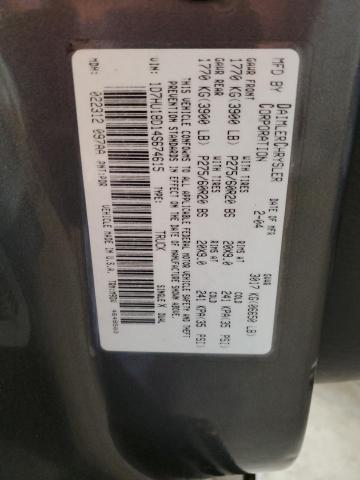 MFD BY DAIMLERCHRYSLER CORPORATION
DATE OF MFR 2-04
GVWR 3017 KG(06650 LB)
GAWR FRONT WITH TIRES RIMS AT COLD
1770 KG(3900 LB) P275/60R20 BS 20X9.0 241 KPA(35 PSI)
GAWR REAR WITH TIRES RIMS AT COLD
1770 KG(3900 LB) P275/60R20 BS 20X9.0 241 KPA(35 PSI)
THIS VEHICLE CONFORMS TO ALL APPLICABLE FEDERAL MOTOR VEHICLE SAFETY AND THEFT PREVENTION STANDARDS IN EFFECT ON THE DATE OF MANUFACTURE SHOWN ABOVE.
VIN: 1D7HU18D14S674615 TYPE: TRUCK SINGLE X DUAL
MDH: 022312 097AA
VEHICLE MADE IN U.S.A.